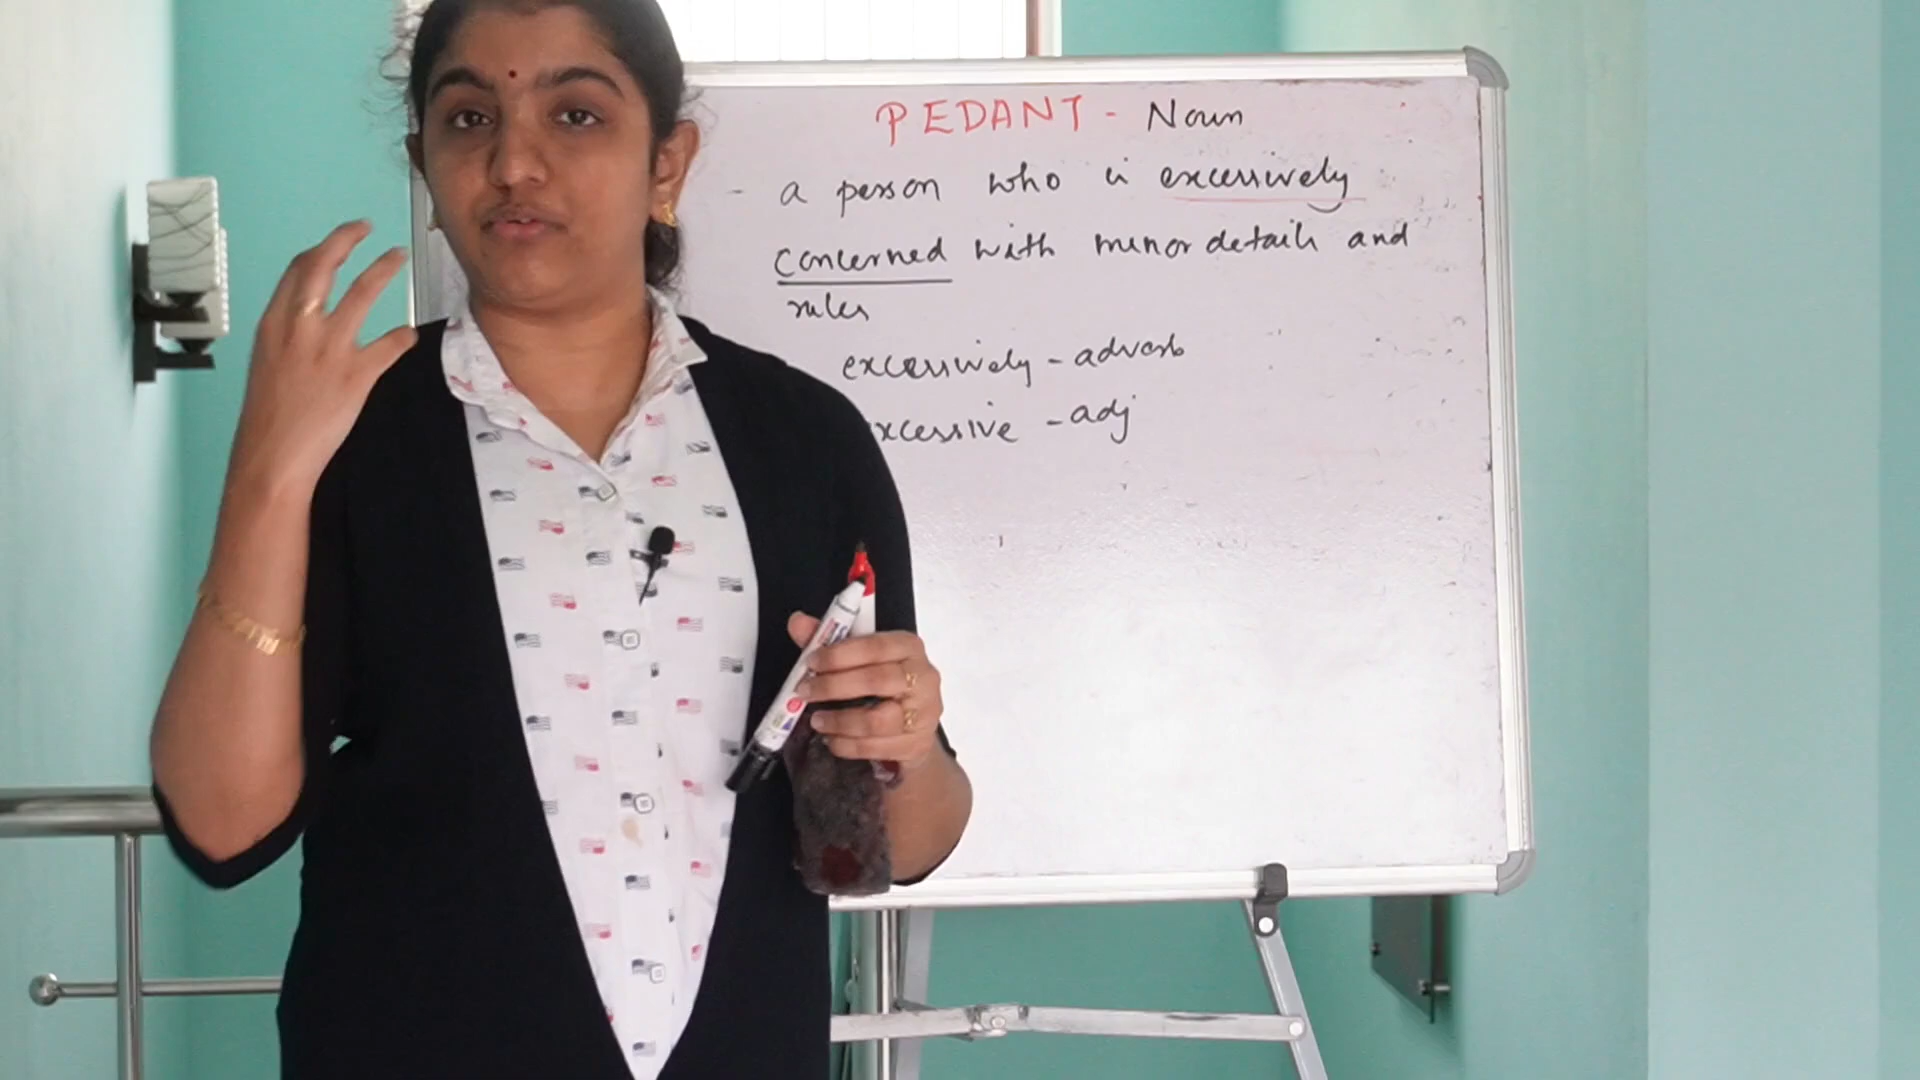 PEDANT - Noun
- a person who is excessively
concerned with minor details and
rules
excessively - adverb
xcessive - adj